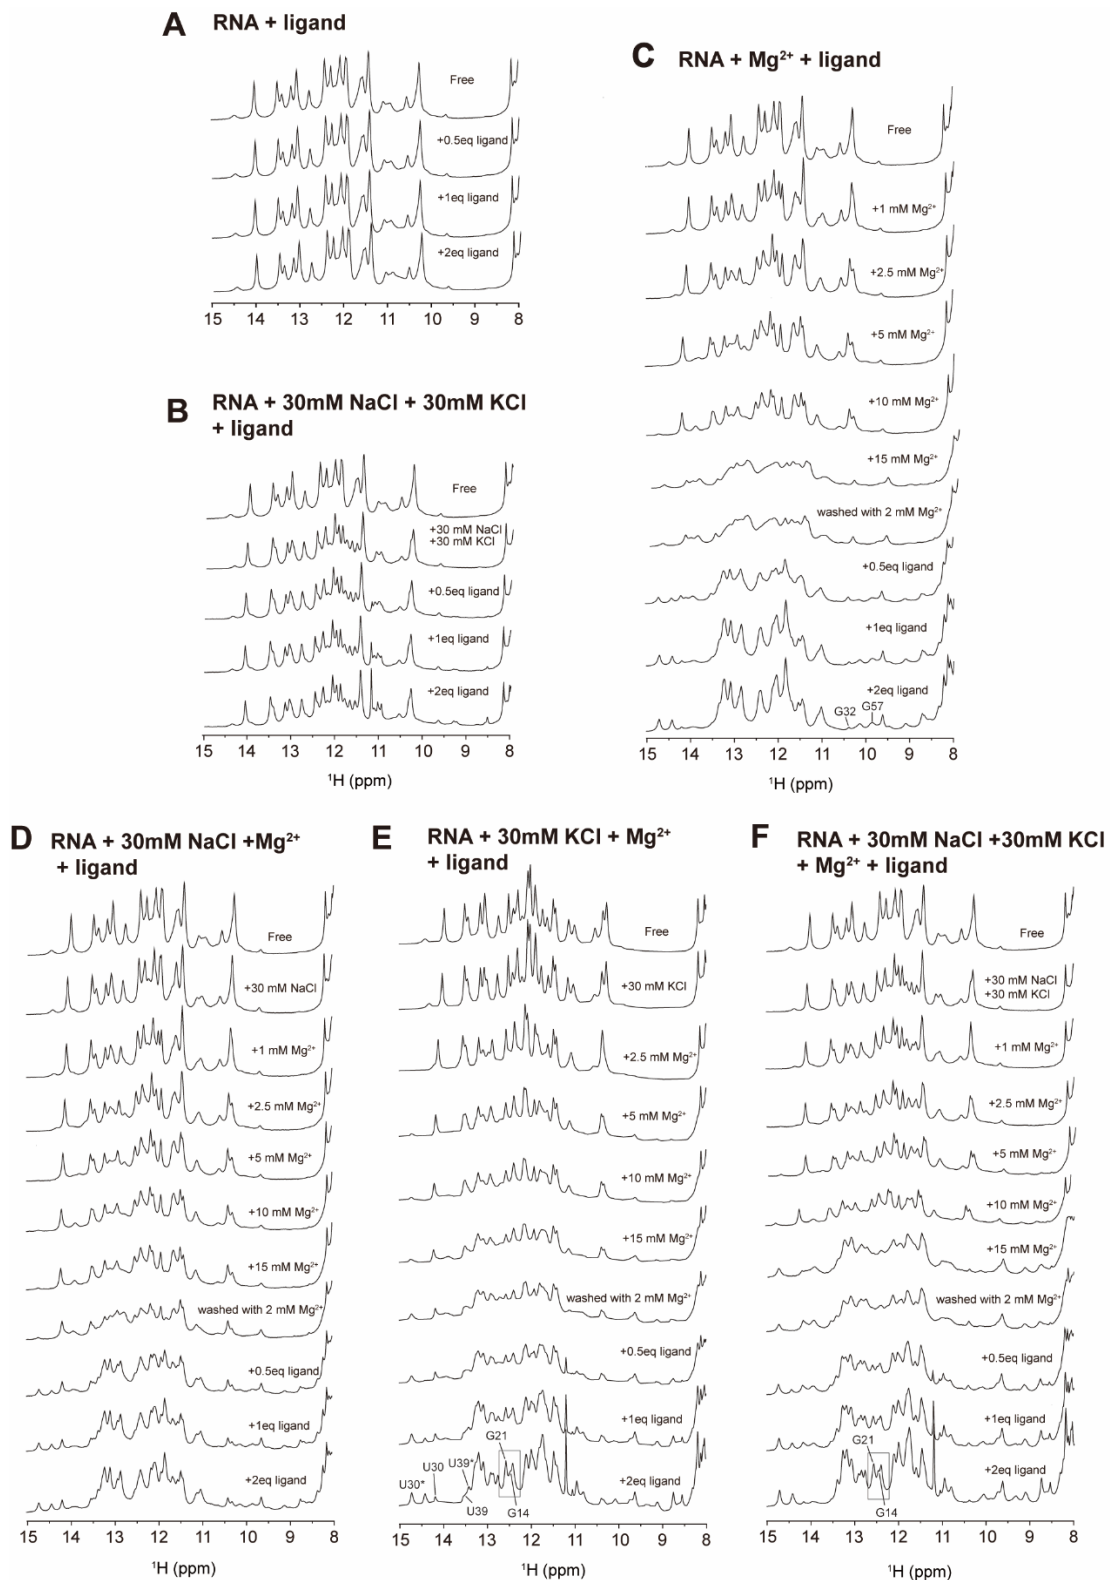 A
RNA + ligand
Free
+0.5eq ligand
+1eq ligand
+2eq ligand
15 14 13 12 11 10 9 8
B
RNA + 30mM NaCl + 30mM KCl
+ ligand
Free
+30 mM NaCl
+30 mM KCl
+0.5eq ligand
+1eq ligand
+2eq ligand
15 14 13 12 11 10 9 8
¹H (ppm)
C
RNA + Mg²⁺ + ligand
Free
+1 mM Mg²⁺
+2.5 mM Mg²⁺
+5 mM Mg²⁺
+10 mM Mg²⁺
+15 mM Mg²⁺
washed with 2 mM Mg²⁺
+0.5eq ligand
+1eq ligand
+2eq ligand
G32 G57
15 14 13 12 11 10 9 8
¹H (ppm)
D
RNA + 30mM NaCl +Mg²⁺
+ ligand
Free
+30 mM NaCl
+1 mM Mg²⁺
+2.5 mM Mg²⁺
+5 mM Mg²⁺
+10 mM Mg²⁺
+15 mM Mg²⁺
washed with 2 mM Mg²⁺
+0.5eq ligand
+1eq ligand
+2eq ligand
15 14 13 12 11 10 9 8
¹H (ppm)
E
RNA + 30mM KCl + Mg²⁺
+ ligand
Free
+30 mM KCl
+2.5 mM Mg²⁺
+5 mM Mg²⁺
+10 mM Mg²⁺
+15 mM Mg²⁺
washed with 2 mM Mg²⁺
+0.5eq ligand
+1eq ligand
G21
U30 U39*
U30*
+2eq ligand
U39 G14
15 14 13 12 11 10 9 8
¹H (ppm)
F
RNA + 30mM NaCl +30mM KCl
+ Mg²⁺ + ligand
Free
+30 mM NaCl
+30 mM KCl
+1 mM Mg²⁺
+2.5 mM Mg²⁺
+5 mM Mg²⁺
+10 mM Mg²⁺
+15 mM Mg²⁺
washed with 2 mM Mg²⁺
+0.5eq ligand
+1eq ligand
G21
+2eq ligand
G14
15 14 13 12 11 10 9 8
¹H (ppm)